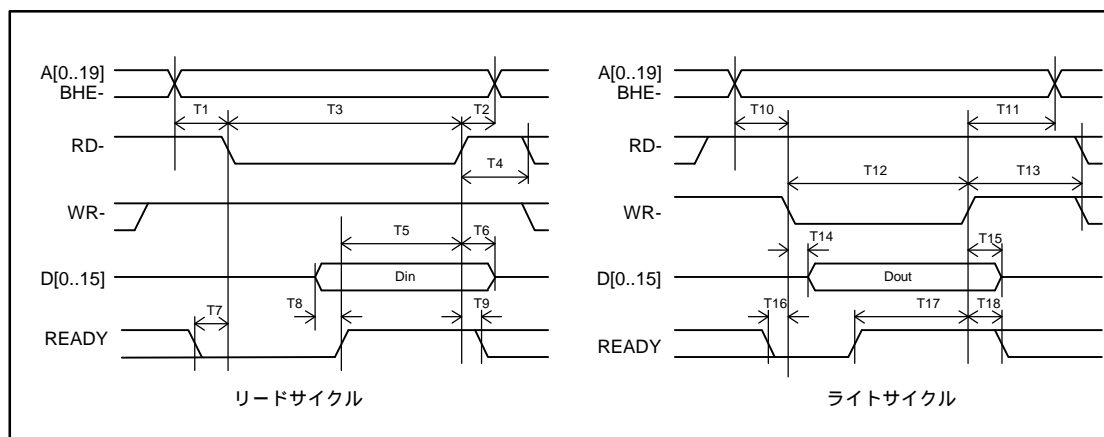 A[0..19]
BHE-
T1
T3
T2
RD-
T4
WR-
T5
T6
D[0..15]
Din
T8
T9
T7
READY
リードサイクル
A[0..19]
BHE-
T10
T11
RD-
T12
T13
WR-
T14
T15
D[0..15]
Dout
T16
T17
T18
READY
ライトサイクル